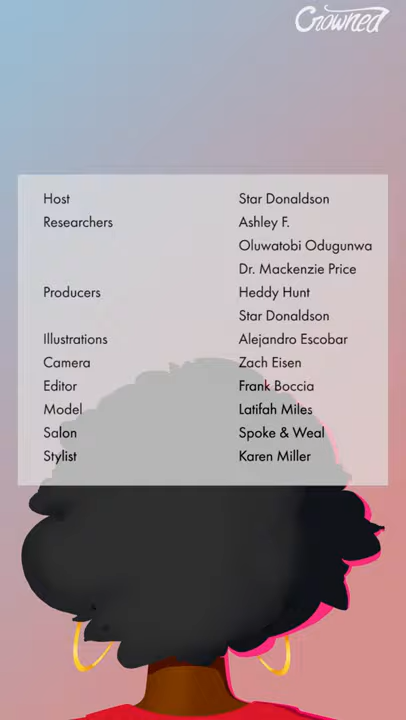 Crowned
Host Star Donaldson
Researchers Ashley F.
Oluwatobi Odugunwa
Dr. Mackenzie Price
Producers Heddy Hunt
Star Donaldson
Illustrations Alejandro Escobar
Camera Zach Eisen
Editor Frank Boccia
Model Latifah Miles
Salon Spoke & Weal
Stylist Karen Miller